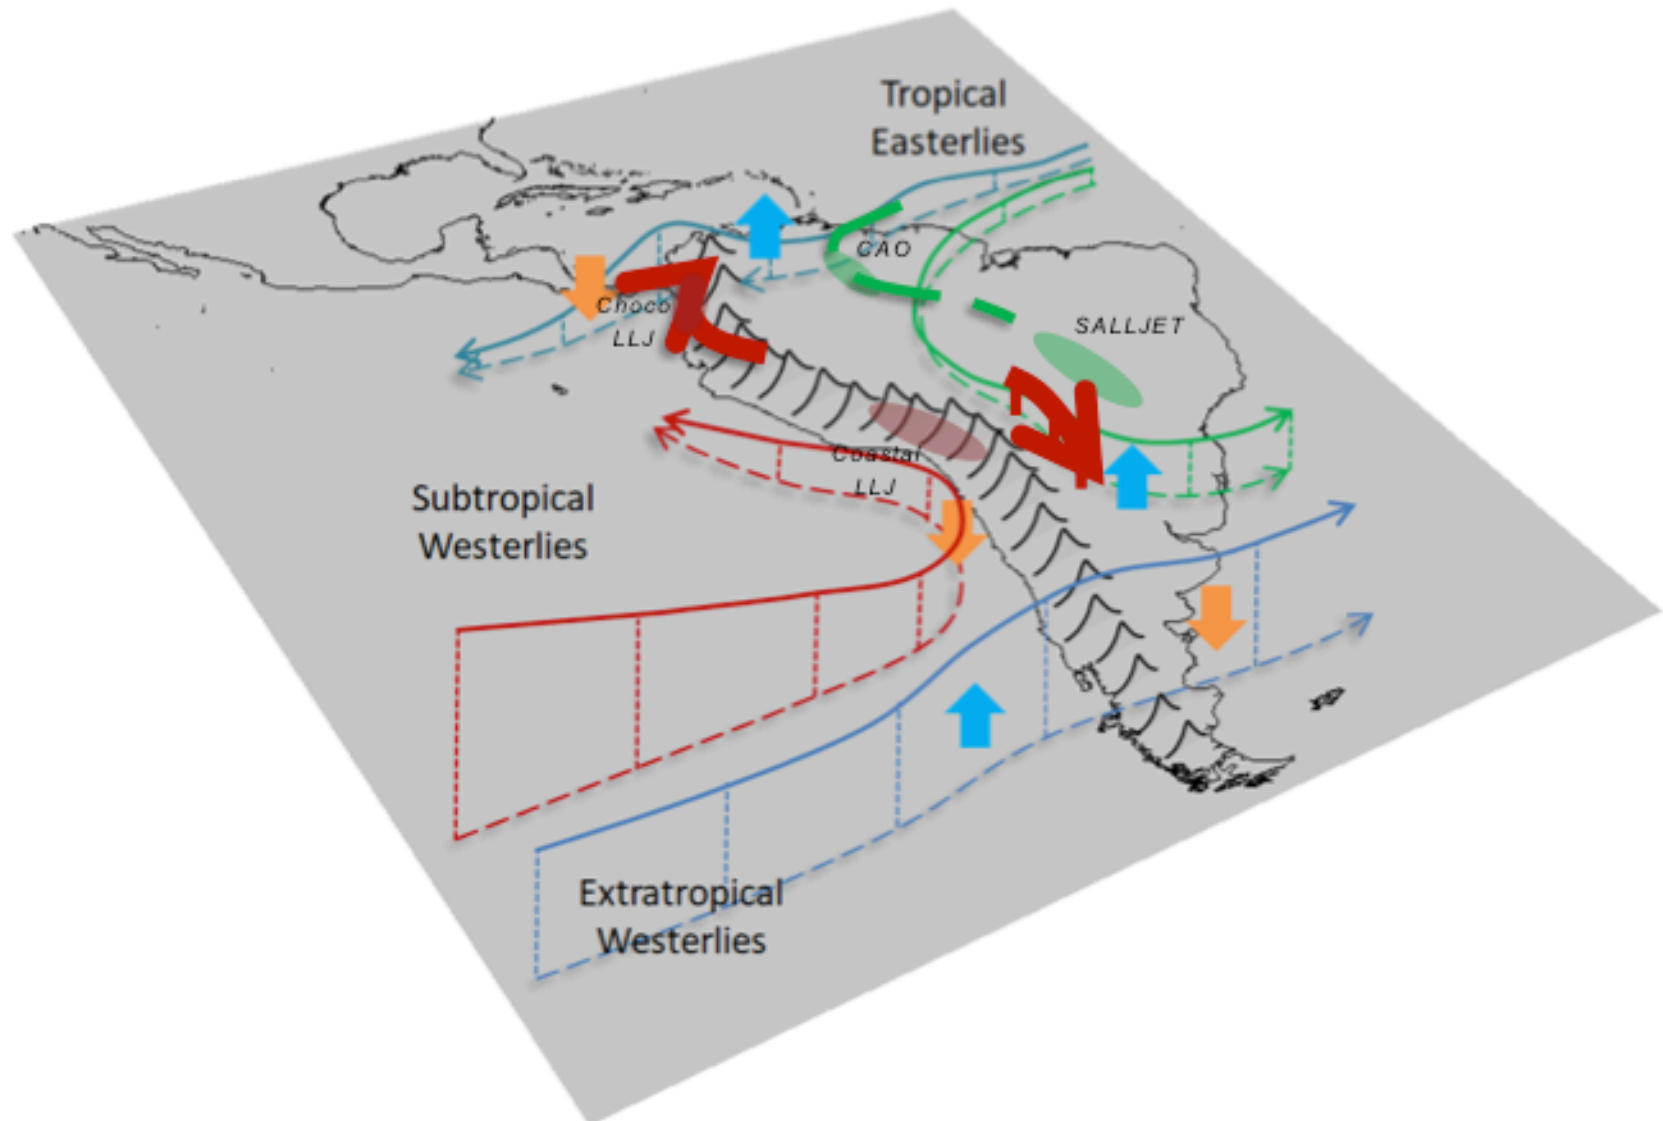 Tropical
Easterlies
CAO
Choco
LLJ
SALLJET
Coastal
LLJ
Subtropical
Westerlies
Extratropical
Westerlies